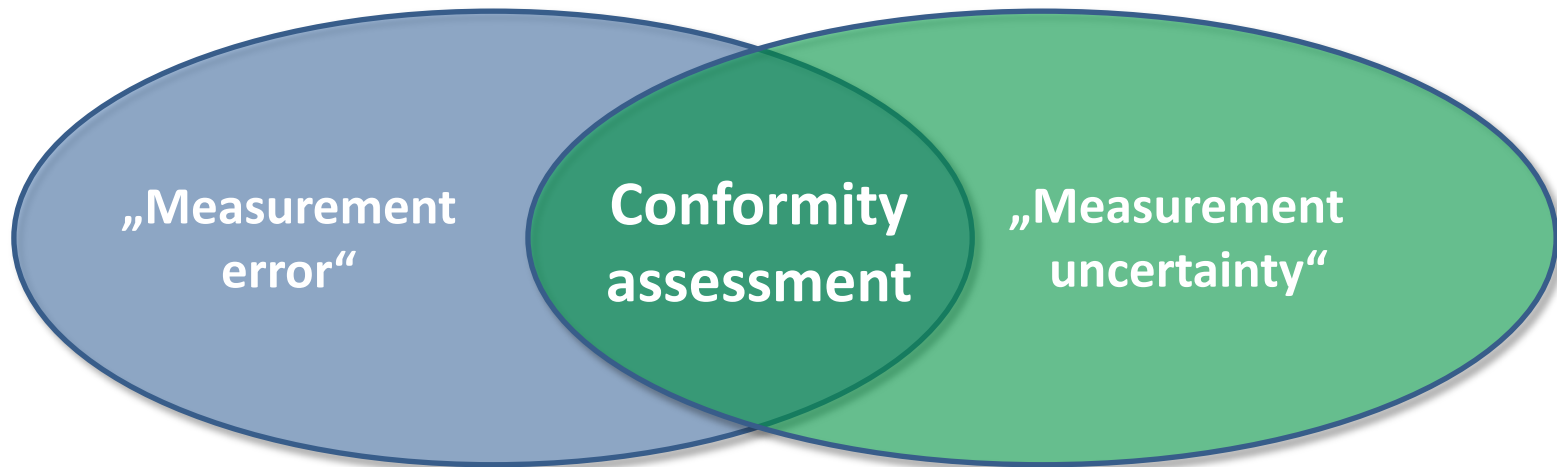 „Measurement
error“
Conformity
assessment
„Measurement
uncertainty“